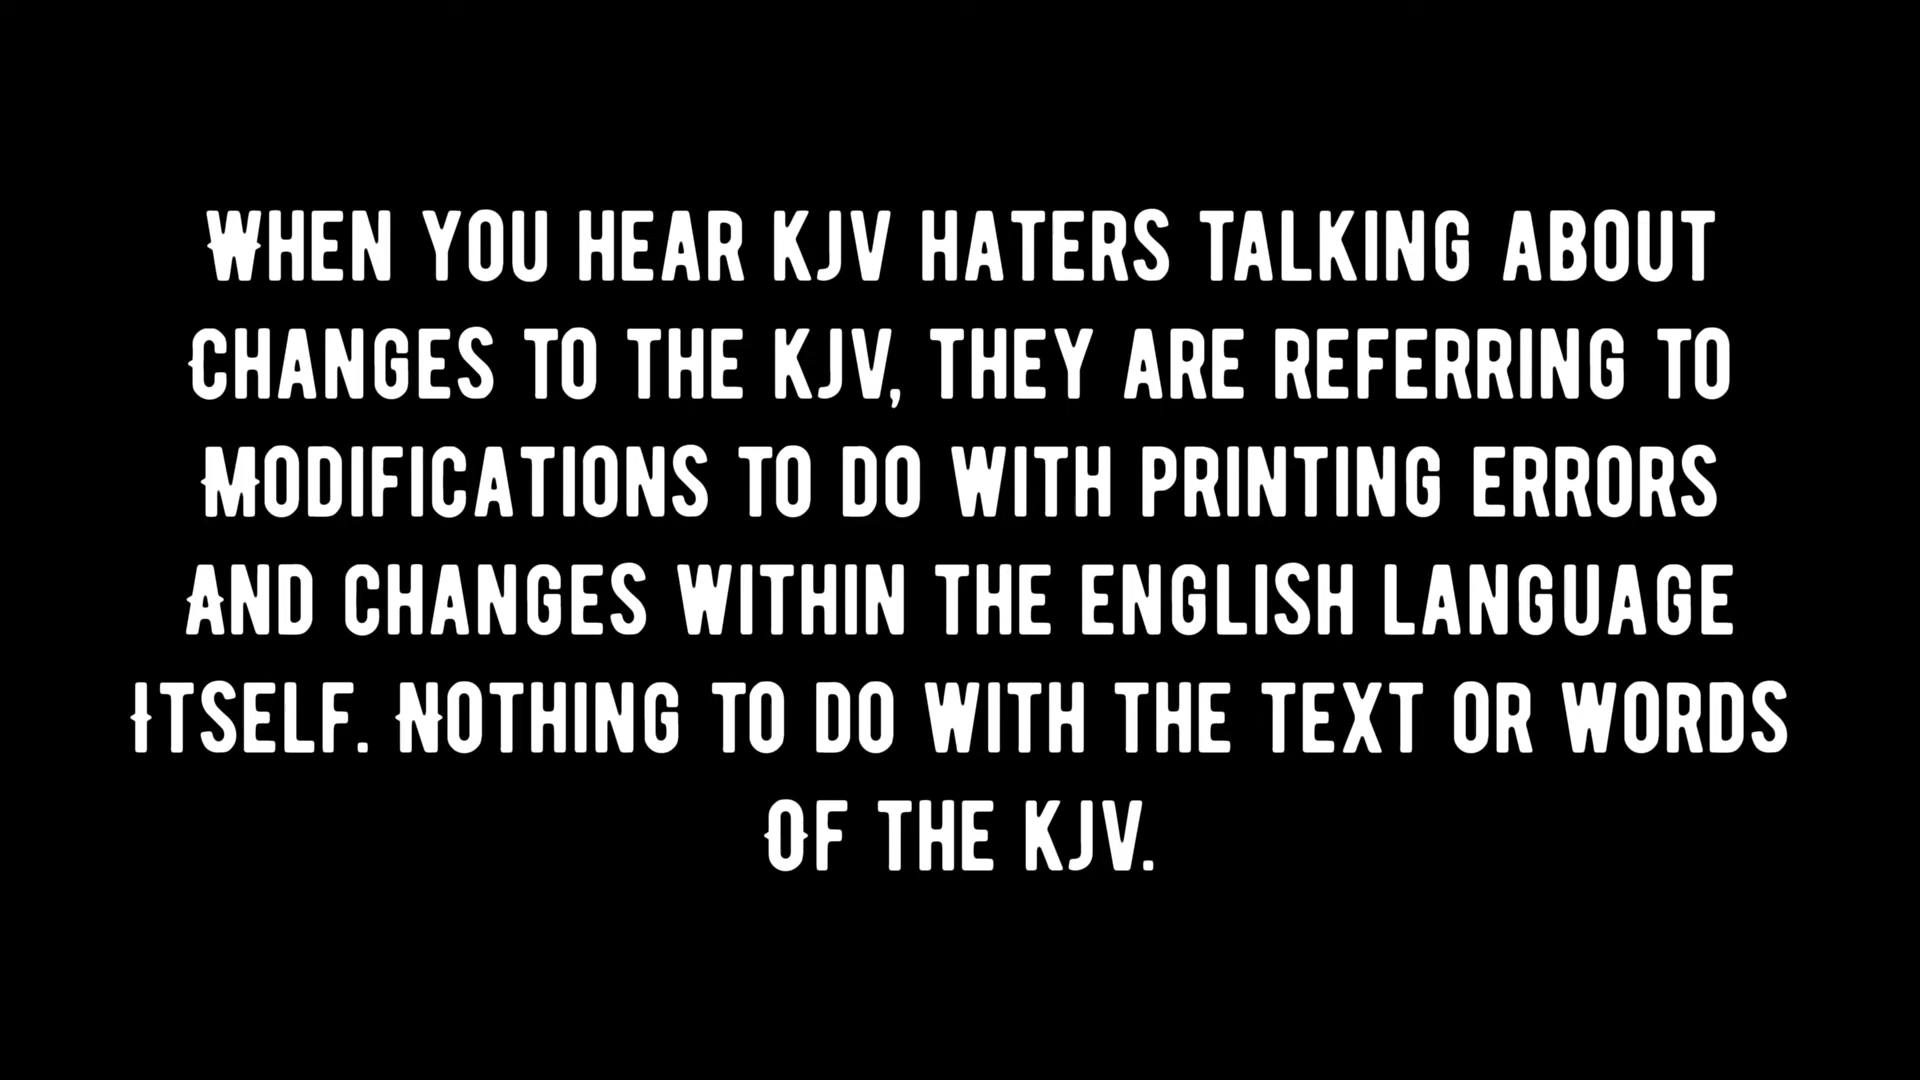 When you hear KJV haters talking about
Changes to the KJV, they are referring to
Modifications to do with printing errors
And changes within the English language
Itself. Nothing to do with the text or words
Of the KJV.